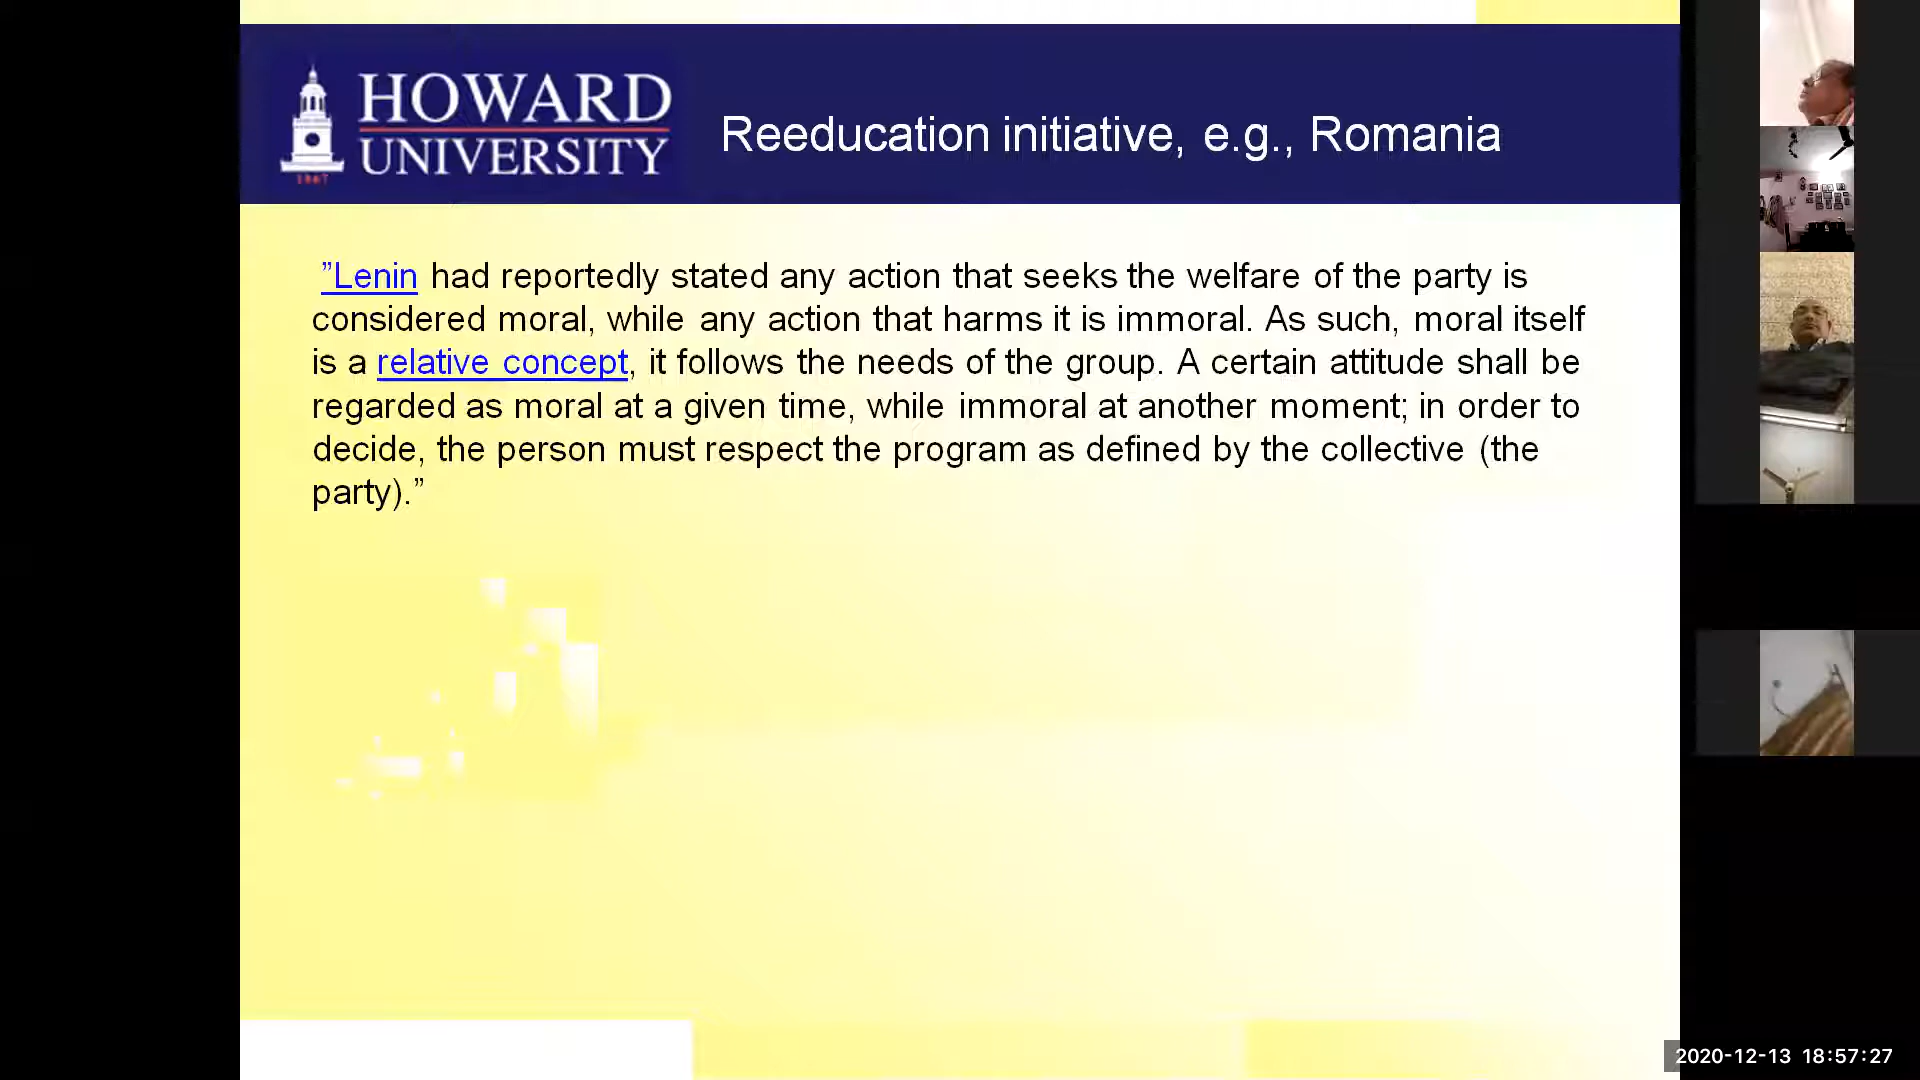 HOWARD
UNIVERSITY
1867
Reeducation initiative, e.g., Romania
”Lenin had reportedly stated any action that seeks the welfare of the party is
considered moral, while any action that harms it is immoral. As such, moral itself
is a relative concept, it follows the needs of the group. A certain attitude shall be
regarded as moral at a given time, while immoral at another moment; in order to
decide, the person must respect the program as defined by the collective (the
party).”
2020-12-13 18:57:27